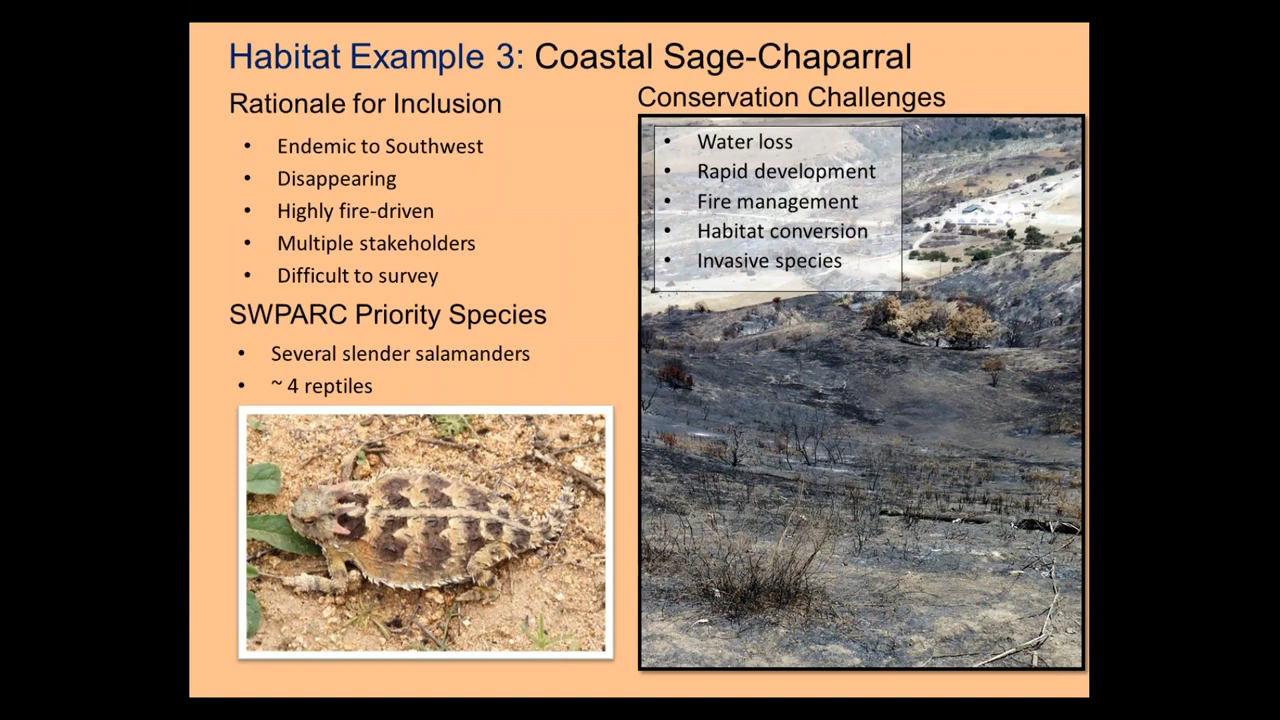 Habitat Example 3: Coastal Sage-Chaparral
Rationale for Inclusion
• Endemic to Southwest
• Disappearing
• Highly fire-driven
• Multiple stakeholders
• Difficult to survey
SWPARC Priority Species
• Several slender salamanders
• ~ 4 reptiles
Conservation Challenges
• Water loss
• Rapid development
• Fire management
• Habitat conversion
• Invasive species